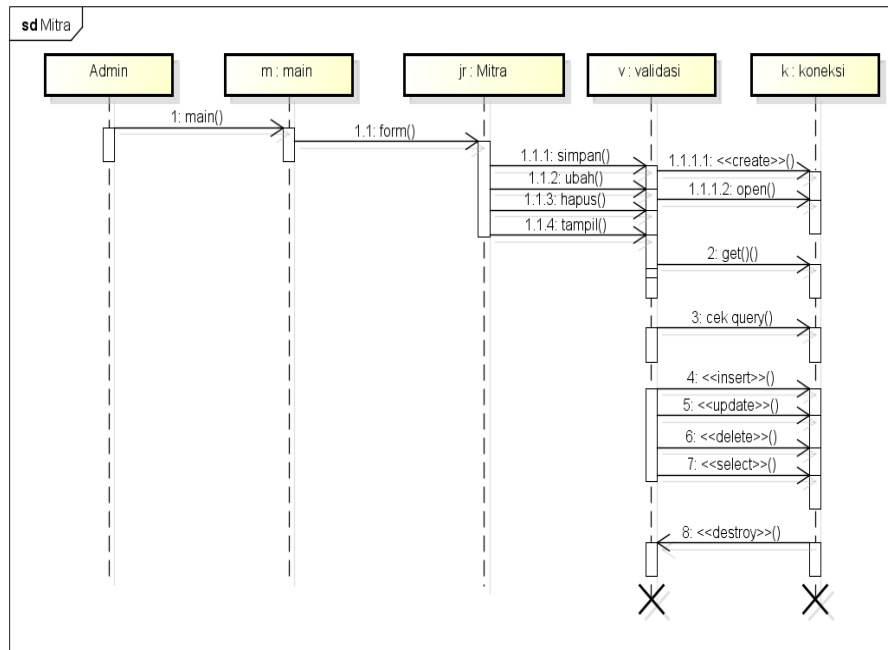 sd Mitra
Admin
m : main
jr : Mitra
v : validasi
k : koneksi
1: main()
1.1: form()
1.1.1: simpan()
1.1.1.1: <<create>>()
1.1.2: ubah()
1.1.1.2: open()
1.1.3: hapus()
1.1.4: tampil()
2: get()()
3: cek query()
4: <<insert>>()
5: <<update>>()
6: <<delete>>()
7: <<select>>()
8: <<destroy>>()